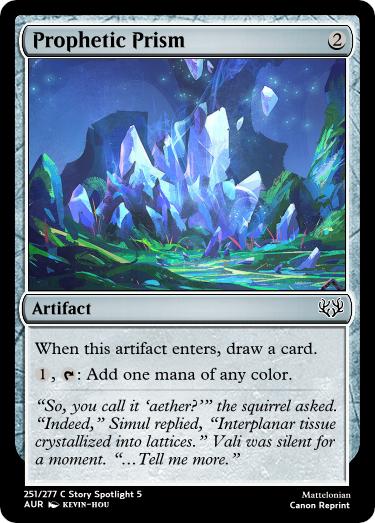 Prophetic Prism 2
Artifact
When this artifact enters, draw a card.
1 , : Add one mana of any color.
“So, you call it ‘aether?’” the squirrel asked.
“Indeed,” Simul replied, “Interplanar tissue
crystallized into lattices.” Vali was silent for
a moment. “…Tell me more.”
251/277 C Story Spotlight 5 Mattelonian
AUR KEVIN-HOU Canon Reprint